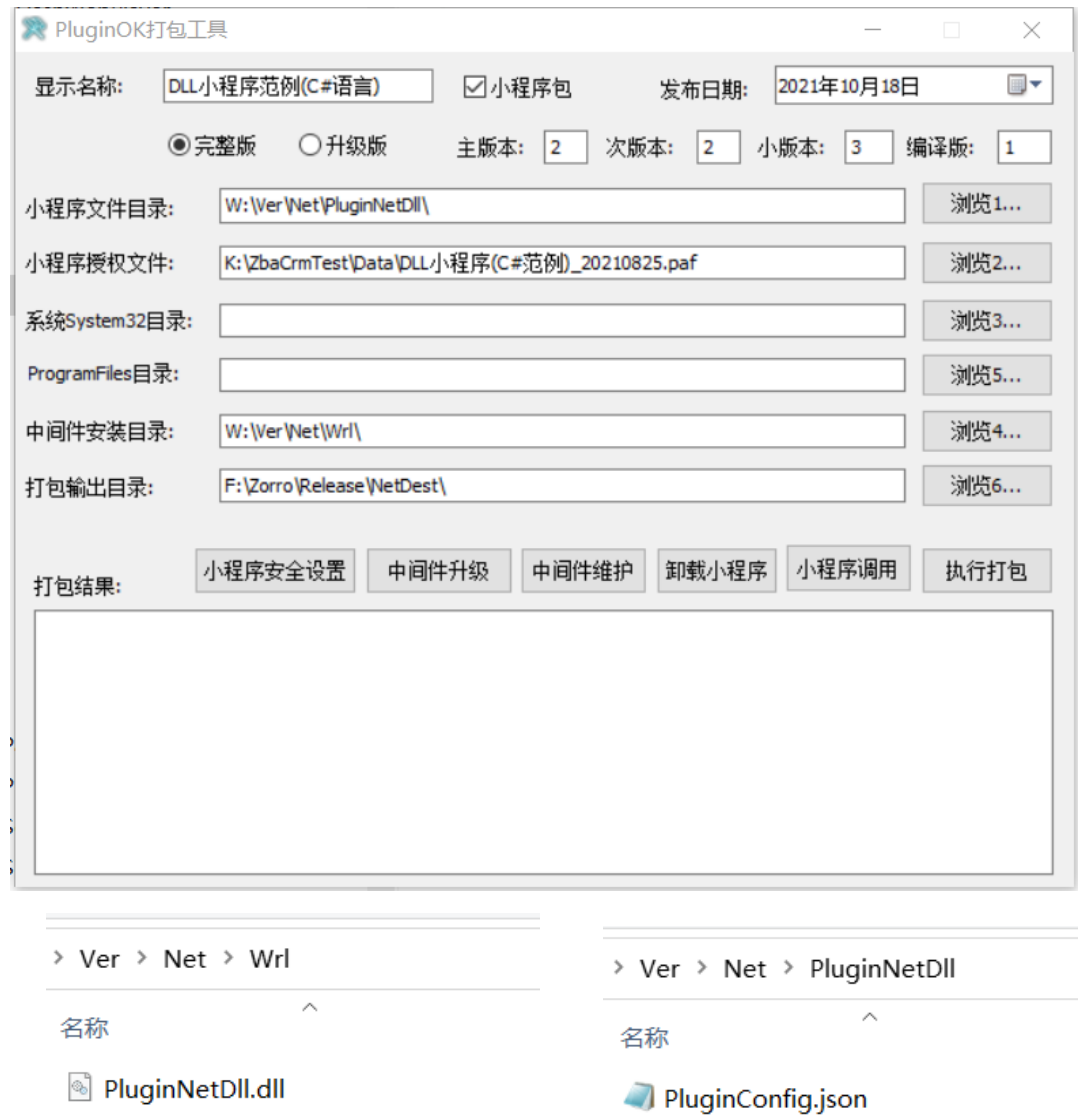 PluginOK打包工具
显示名称: DLL小程序范例(C#语言) 小程序包 发布日期: 2021年10月18日
完整版 升级版 主版本: 2 次版本: 2 小版本: 3 编译版: 1
小程序文件目录: W:\Ver\Net\PluginNetDll\ 浏览1...
小程序授权文件: K:\ZbaCrmTest\Data\DLL小程序(C#范例)_20210825.paf 浏览2...
系统System32目录: 浏览3...
ProgramFiles目录: 浏览5...
中间件安装目录: W:\Ver\Net\Wrl\ 浏览4...
打包输出目录: F:\Zorro\Release\NetDest\ 浏览6...
打包结果: 小程序安全设置 中间件升级 中间件维护 卸载小程序 小程序调用 执行打包
> Ver > Net > Wrl
名称
PluginNetDll.dll
> Ver > Net > PluginNetDll
名称
PluginConfig.json